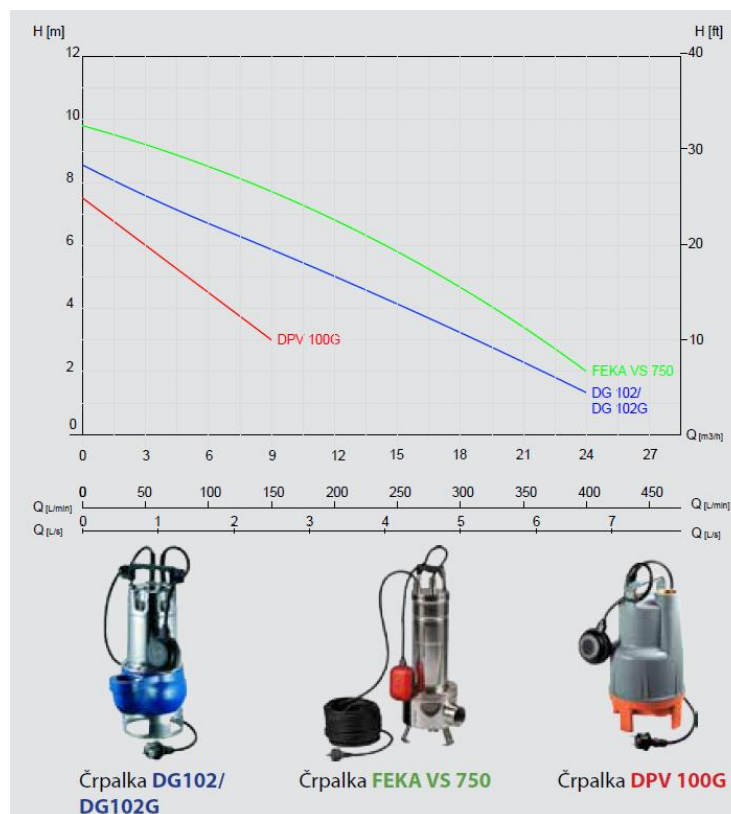 H [m]
H [ft]
12
40
10
30
8
6
20
4
DPV 100G
10
2
FEKA VS 750
DG 102/
DG 102G
0
Q [m3/h]
0 3 6 9 12 15 18 21 24 27
0 50 100 150 200 250 300 350 400 450
Q [L/min]
Q [L/min]
0 1 2 3 4 5 6 7
Q [L/s]
Q [L/s]
Črpalka DG102/
DG102G
Črpalka FEKA VS 750
Črpalka DPV 100G